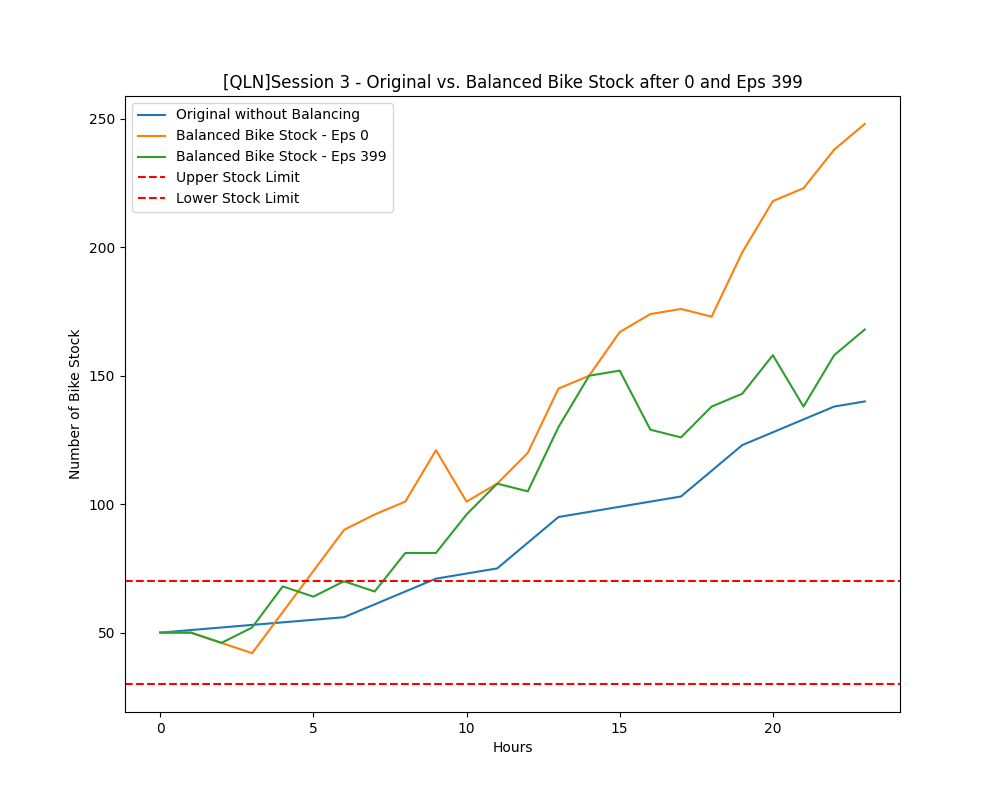 [QLN]Session 3 - Original vs. Balanced Bike Stock after 0 and Eps 399
Original without Balancing
Balanced Bike Stock - Eps 0
Balanced Bike Stock - Eps 399
Upper Stock Limit
Lower Stock Limit
Number of Bike Stock
250
200
150
100
50
0 5 10 15 20
Hours